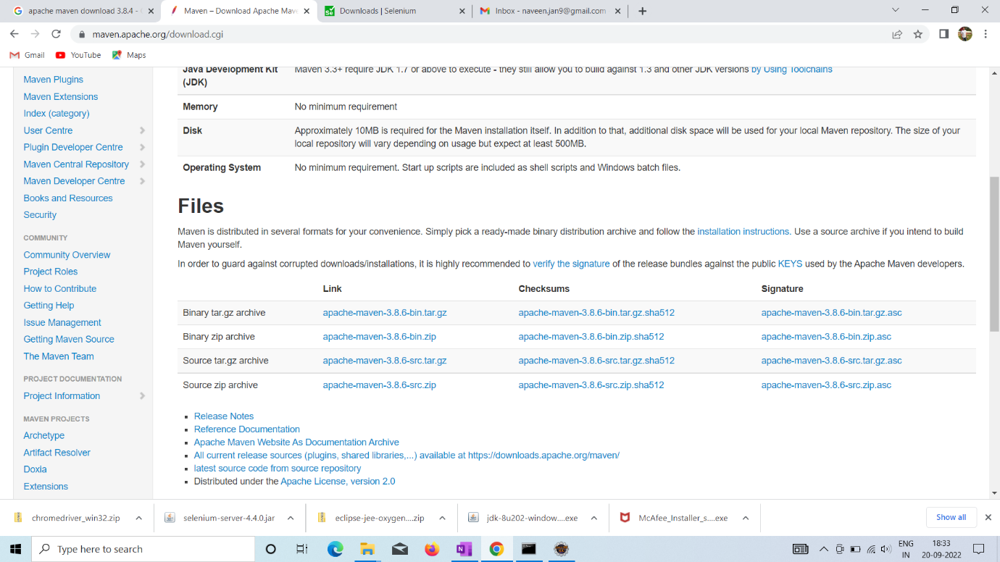 apache maven download 3.8.4 -
Maven – Download Apache Mav
Downloads | Selenium
Inbox - naveen.jan9@gmail.com
maven.apache.org/download.cgi
Gmail
YouTube
Maps
Maven Plugins
Maven Extensions
Index (category)
User Centre
Plugin Developer Centre
Maven Central Repository
Maven Developer Centre
Books and Resources
Security
COMMUNITY
Community Overview
Project Roles
How to Contribute
Getting Help
Issue Management
Getting Maven Source
The Maven Team
PROJECT DOCUMENTATION
Project Information
MAVEN PROJECTS
Archetype
Artifact Resolver
Doxia
Extensions
Java Development Kit Maven 3.3+ require JDK 1.7 or above to execute - they still allow you to build against 1.3 and other JDK versions by Using Toolchains
(JDK)
Memory No minimum requirement
Disk Approximately 10MB is required for the Maven installation itself. In addition to that, additional disk space will be used for your local Maven repository. The size of your
local repository will vary depending on usage but expect at least 500MB.
Operating System No minimum requirement. Start up scripts are included as shell scripts and Windows batch files.
Files
Maven is distributed in several formats for your convenience. Simply pick a ready-made binary distribution archive and follow the installation instructions. Use a source archive if you intend to build
Maven yourself.
In order to guard against corrupted downloads/installations, it is highly recommended to verify the signature of the release bundles against the public KEYS used by the Apache Maven developers.
Link Checksums Signature
Binary tar.gz archive apache-maven-3.8.6-bin.tar.gz apache-maven-3.8.6-bin.tar.gz.sha512 apache-maven-3.8.6-bin.tar.gz.asc
Binary zip archive apache-maven-3.8.6-bin.zip apache-maven-3.8.6-bin.zip.sha512 apache-maven-3.8.6-bin.zip.asc
Source tar.gz archive apache-maven-3.8.6-src.tar.gz apache-maven-3.8.6-src.tar.gz.sha512 apache-maven-3.8.6-src.tar.gz.asc
Source zip archive apache-maven-3.8.6-src.zip apache-maven-3.8.6-src.zip.sha512 apache-maven-3.8.6-src.zip.asc
Release Notes
Reference Documentation
Apache Maven Website As Documentation Archive
All current release sources (plugins, shared libraries,...) available at https://downloads.apache.org/maven/
latest source code from source repository
Distributed under the Apache License, version 2.0
chromedriver_win32.zip
selenium-server-4.4.0.jar
eclipse-jee-oxygen....zip
jdk-8u202-window....exe
McAfee_Installer_s....exe
Show all
Type here to search
ENG
IN
18:33
20-09-2022